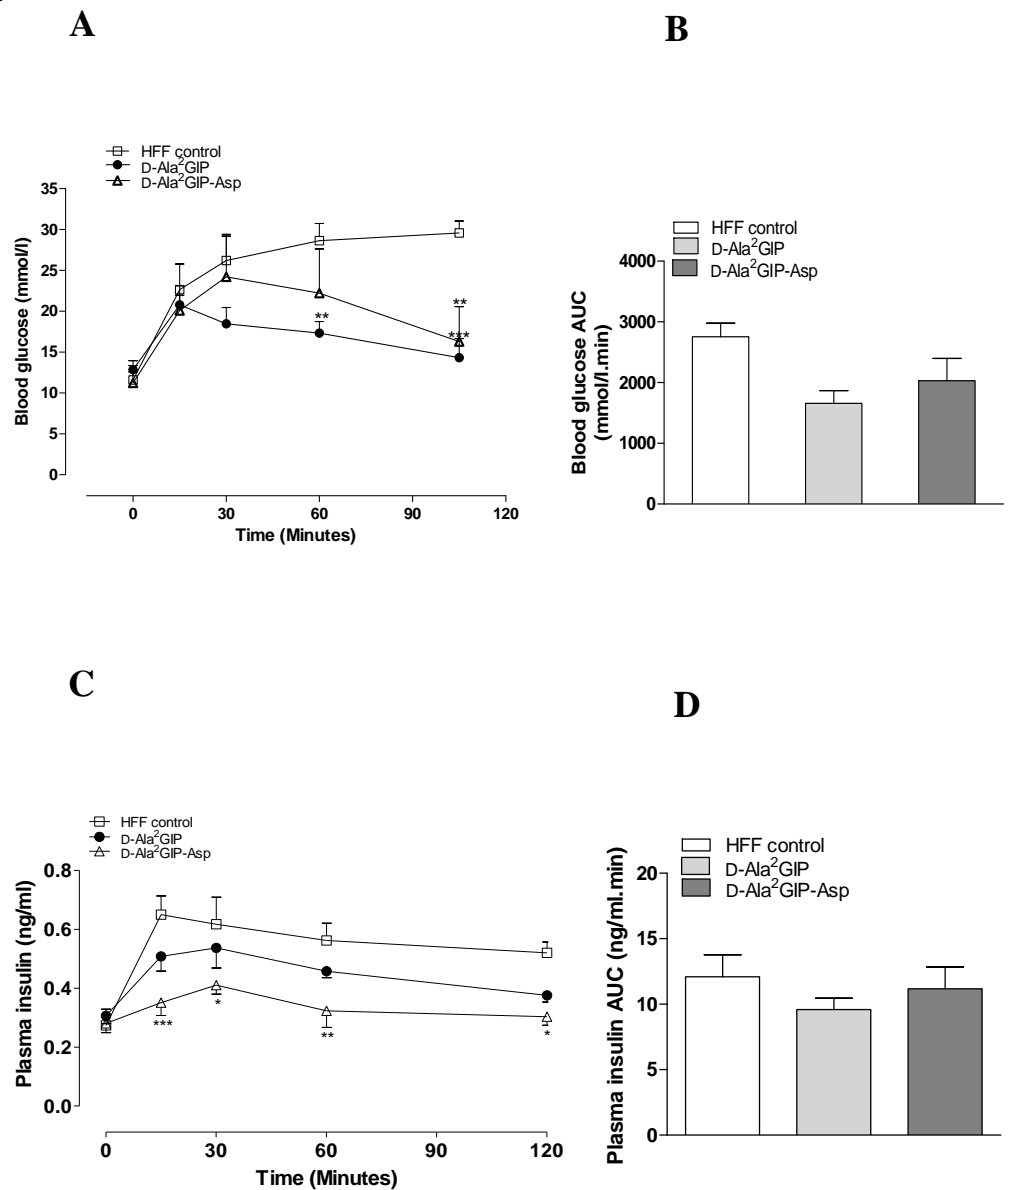 A
HFF control
D-Ala²GIP
D-Ala²GIP-Asp
35
30
25
20
15
10
5
0
Blood glucose (mmol/l)
**
**
***
0 30 60 90 120
Time (Minutes)
B
HFF control
D-Ala²GIP
D-Ala²GIP-Asp
4000
3000
2000
1000
0
Blood glucose AUC
(mmol/l.min)
C
HFF control
D-Ala²GIP
D-Ala²GIP-Asp
0.8
0.6
0.4
0.2
0.0
Plasma insulin (ng/ml)
***
*
**
*
0 30 60 90 120
Time (Minutes)
D
HFF control
D-Ala²GIP
D-Ala²GIP-Asp
20
15
10
5
0
Plasma insulin AUC (ng/ml.min)